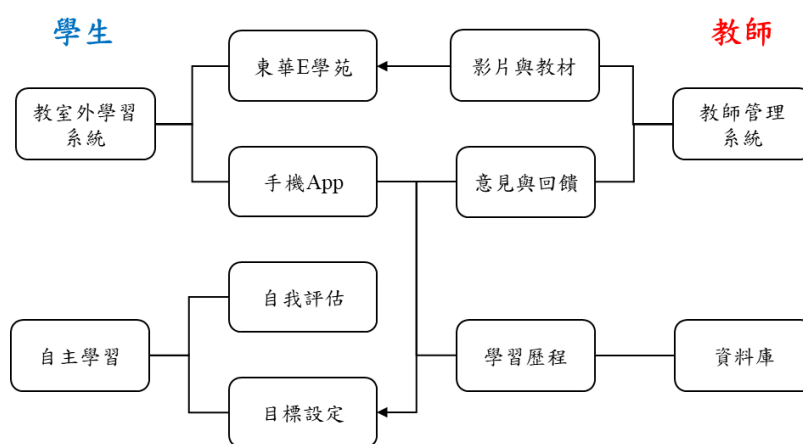 學生
教師
東華E學苑
影片與教材
教室外學習
系統
教師管理
系統
手機App
意見與回饋
自我評估
自主學習
學習歷程
資料庫
目標設定